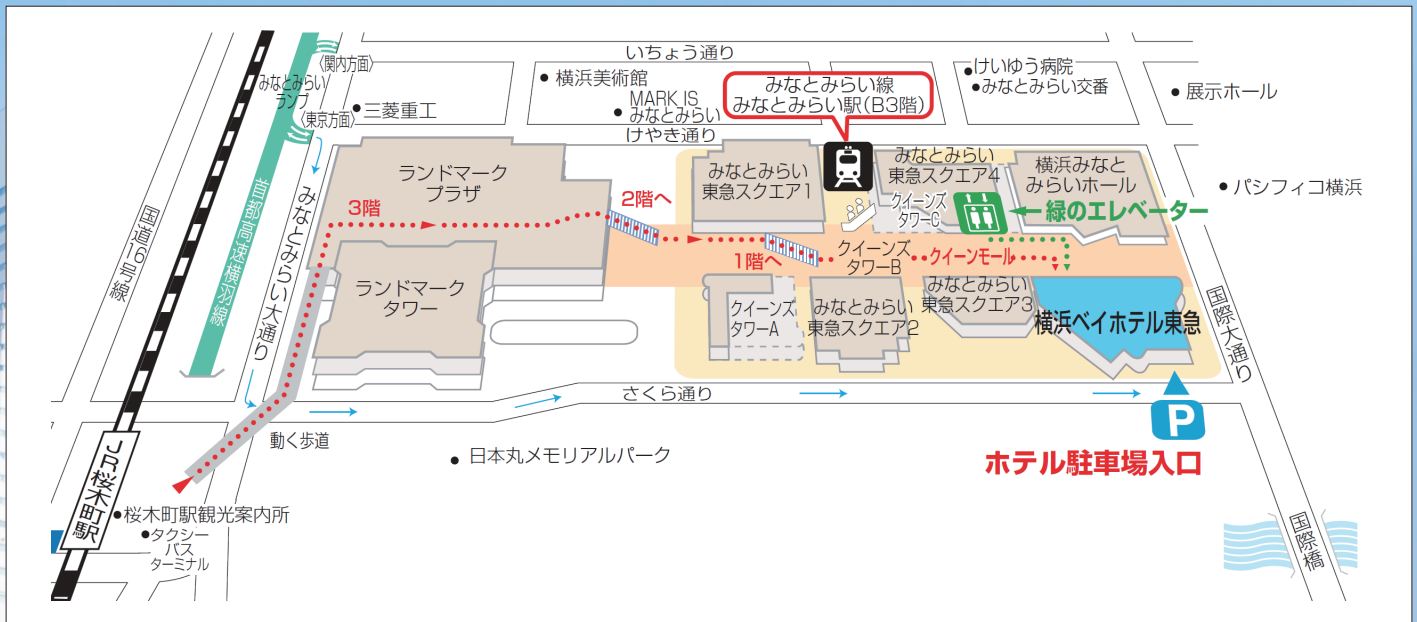 いちょう通り
〈関内方面〉
みなとみらい
ランプ
〈東京方面〉
三菱重工
横浜美術館
MARK IS
みなとみらい
けやき通り
みなとみらい線
みなとみらい駅(B3階)
けいゆう病院
みなとみらい交番
展示ホール
パシフィコ横浜
国道16号線
首都高速横羽線
みなとみらい大通り
ランドマーク
プラザ
3階
2階へ
ランドマーク
タワー
みなとみらい
東急スクエア1
みなとみらい
東急スクエア4
クイーンズ
タワーC
横浜みなと
みらいホール
緑のエレベーター
1階へ
クイーンズ
タワーB
クイーンモール
クイーンズ
タワーA
みなとみらい
東急スクエア2
みなとみらい
東急スクエア3
横浜ベイホテル東急
国際大通り
さくら通り
P
ホテル駐車場入口
動く歩道
日本丸メモリアルパーク
JR桜木町駅
桜木町駅観光案内所
タクシー
バス
ターミナル
国際橋